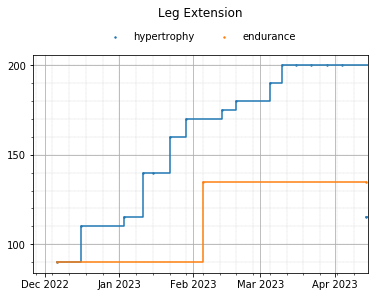 Leg Extension
hypertrophy endurance
200
150
100
Dec 2022 Jan 2023 Feb 2023 Mar 2023 Apr 2023